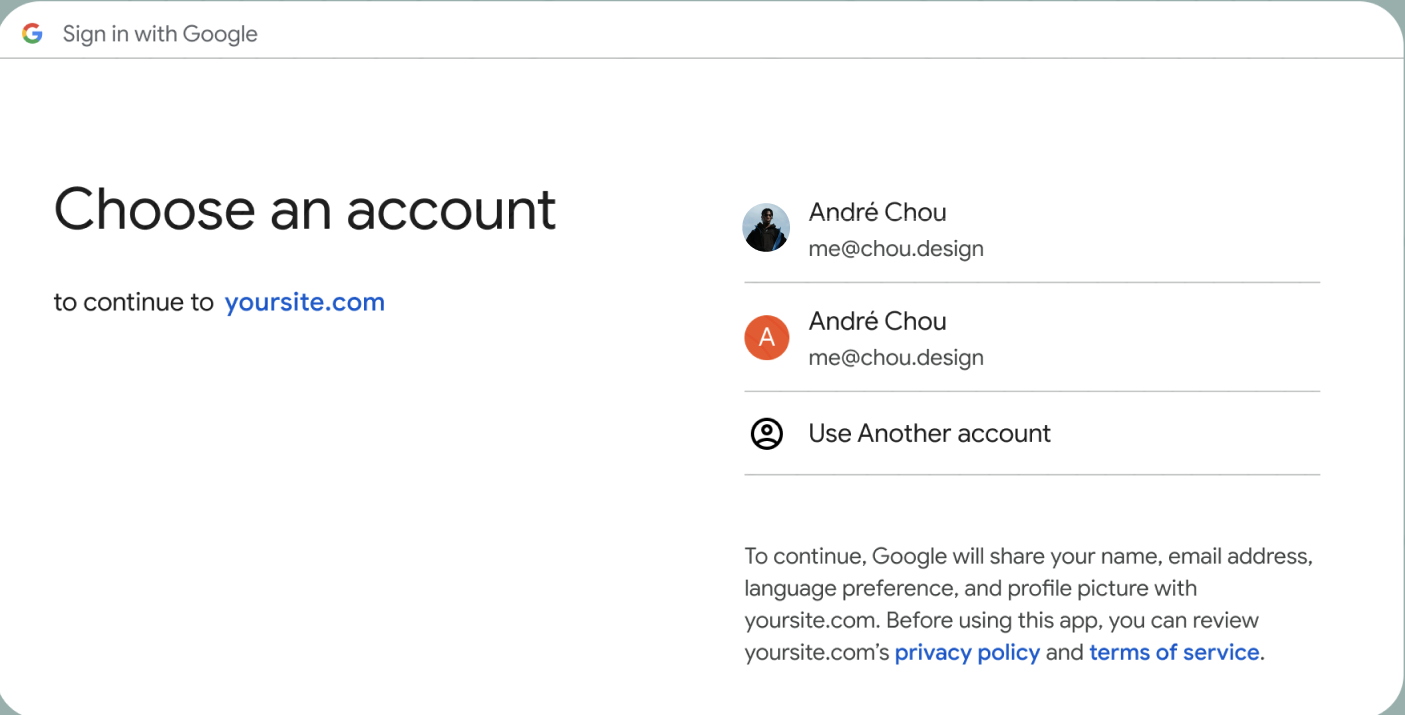 Sign in with Google
Choose an account
to continue to yoursite.com
André Chou
me@chou.design
A
André Chou
me@chou.design
Use Another account
To continue, Google will share your name, email address,
language preference, and profile picture with
yoursite.com. Before using this app, you can review
yoursite.com’s privacy policy and terms of service.